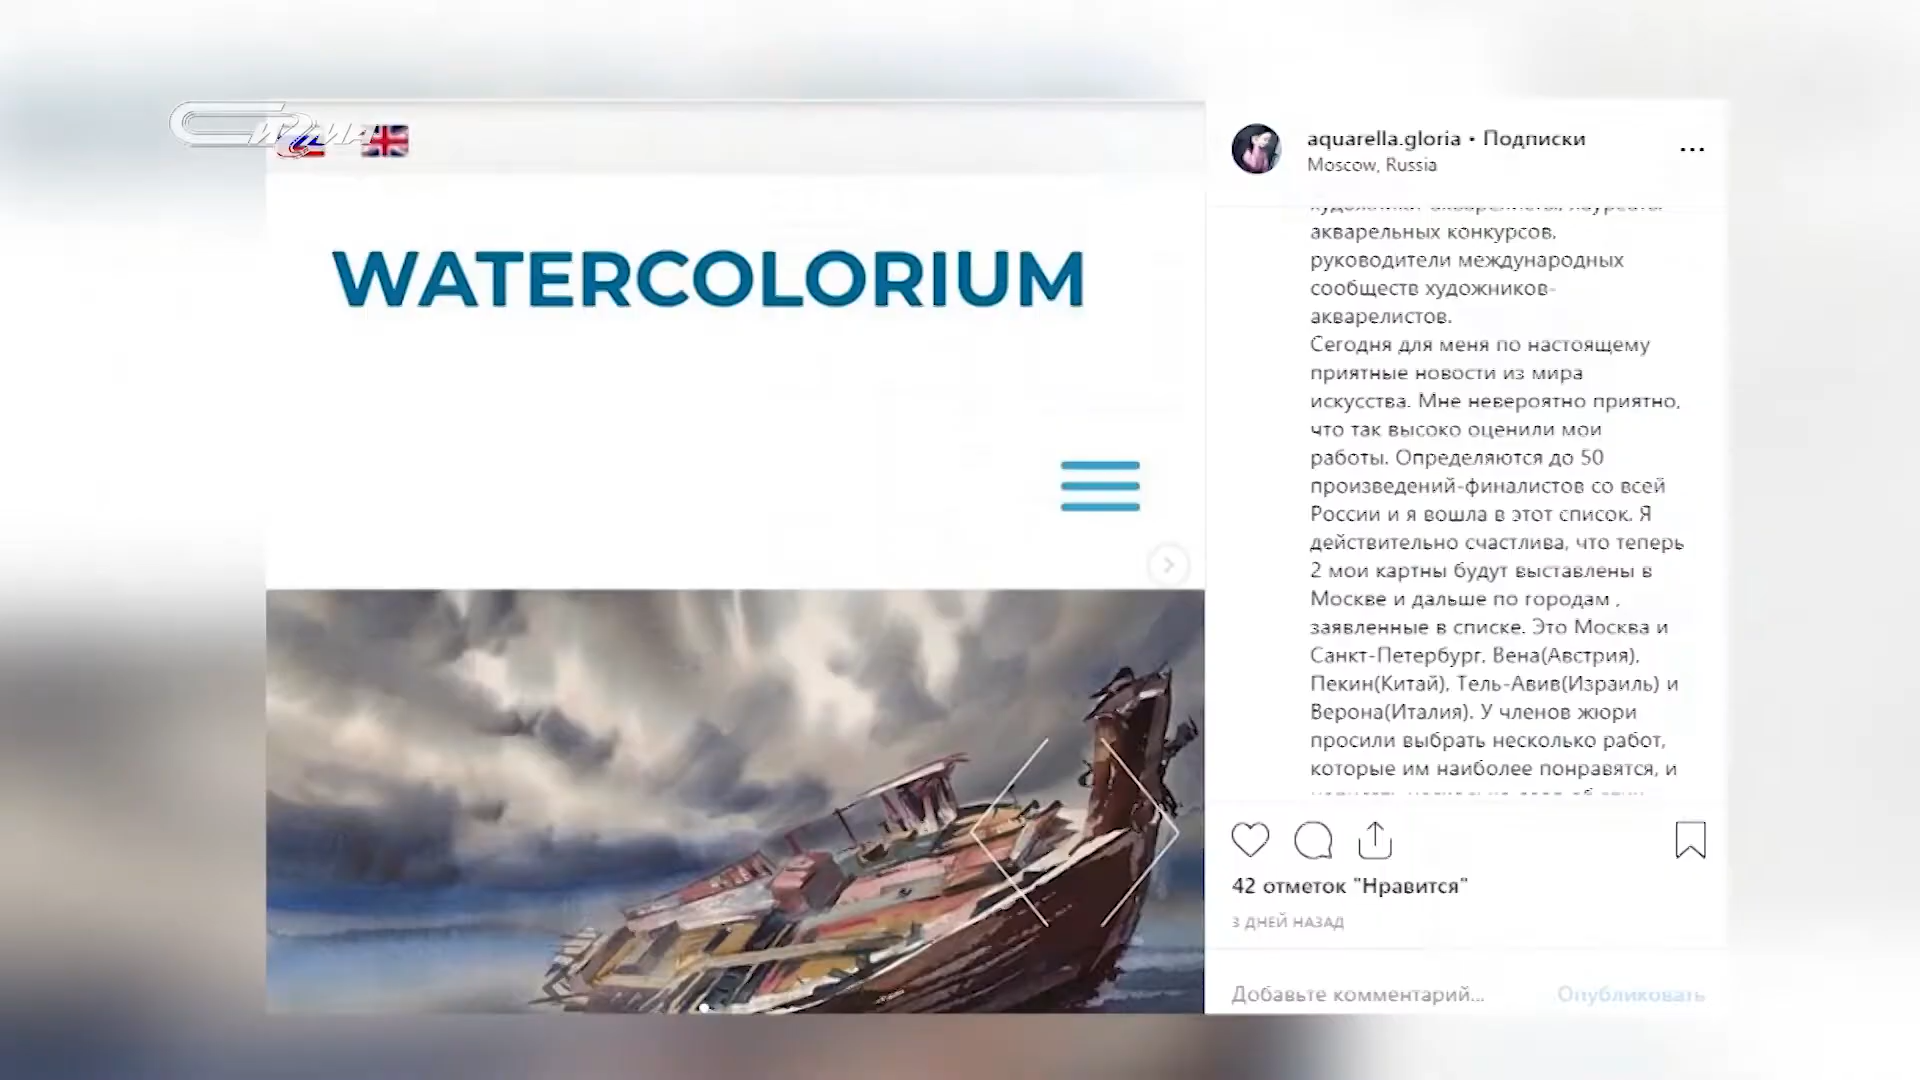 СИГМА
WATERCOLORIUM
aquarella.gloria • Подписки
Moscow, Russia
художники-акварелисты, лауреаты
акварельных конкурсов,
руководители международных
сообществ художников-
акварелистов.
Сегодня для меня по настоящему
приятные новости из мира
искусства. Мне невероятно приятно,
что так высоко оценили мои
работы. Определяются до 50
произведений-финалистов со всей
России и я вошла в этот список. Я
действительно счастлива, что теперь
2 мои картны будут выставлены в
Москве и дальше по городам ,
заявленные в списке. Это Москва и
Санкт-Петербург, Вена(Австрия),
Пекин(Китай), Тель-Авив(Израиль) и
Верона(Италия). У членов жюри
просили выбрать несколько работ,
которые им наиболее понравятся, и
42 отметок "Нравится"
3 ДНЕЙ НАЗАД
Добавьте комментарий...
Опубликовать